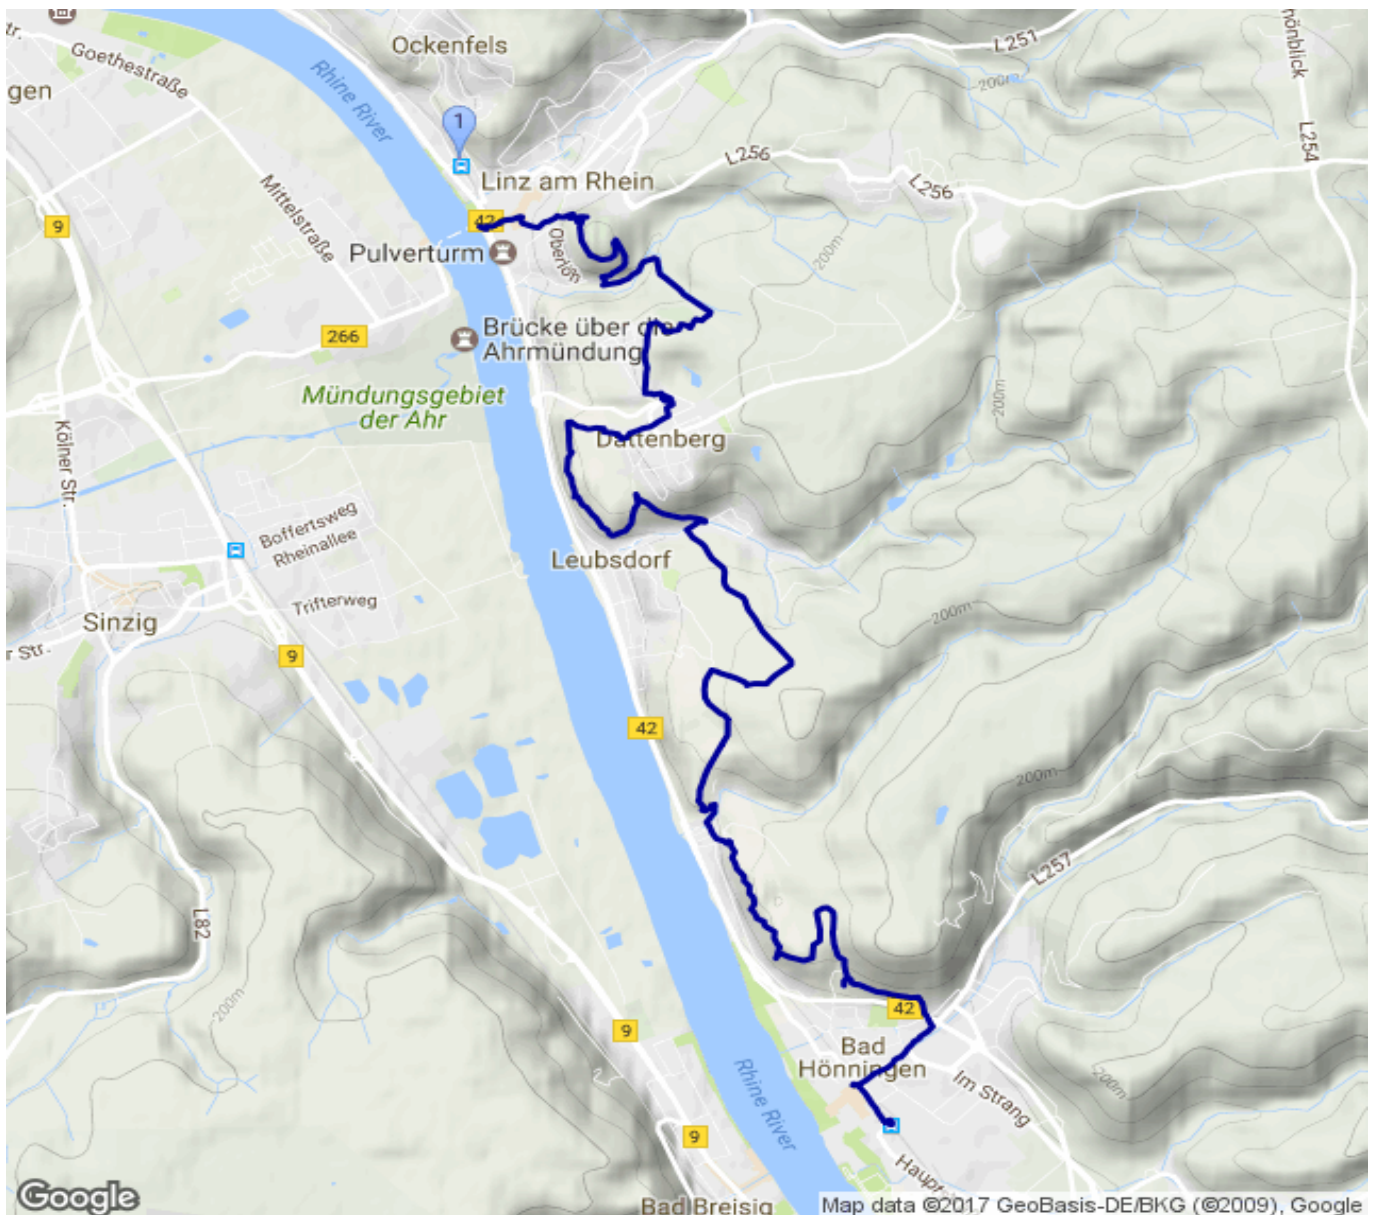 Ockenfels
L251
Goethestraße
gen
Rhine River
200m
L254
1
L256
L256
Linz am Rhein
Mittelstraße
9
42
Pulverturm
200m
266
Brücke über die
Ahrmündung
Mündungsgebiet
der Ahr
200m
Kölner Str.
Dattenberg
Boffertsweg
Rheinallee
Leubsdorf
Trifterweg
Sinzig
200m
r Str.
9
42
200m
L257
L82
200m
42
9
Bad
Hönningen
Im Strang
200m
Rhine River
9
Bad Breisig
Google
Map data ©2017 GeoBasis-DE/BKG (©2009), Google